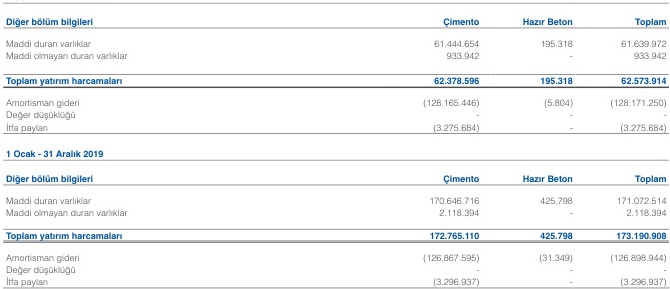 Diğer bölüm bilgileri Çimento Hazır Beton Toplam
Maddi duran varlıklar 61.444.654 195.318 61.639.972
Maddi olmayan duran varlıklar 933.942 - 933.942
Toplam yatırım harcamaları 62.378.596 195.318 62.573.914
Amortisman gideri (128.165.446) (5.804) (128.171.250)
Değer düşüklüğü - - -
İtfa payları (3.275.684) - (3.275.684)
1 Ocak - 31 Aralık 2019
Diğer bölüm bilgileri Çimento Hazır Beton Toplam
Maddi duran varlıklar 170.646.716 425.798 171.072.514
Maddi olmayan duran varlıklar 2.118.394 - 2.118.394
Toplam yatırım harcamaları 172.765.110 425.798 173.190.908
Amortisman gideri (126.867.595) (31.349) (126.898.944)
Değer düşüklüğü - - -
İtfa payları (3.296.937) - (3.296.937)